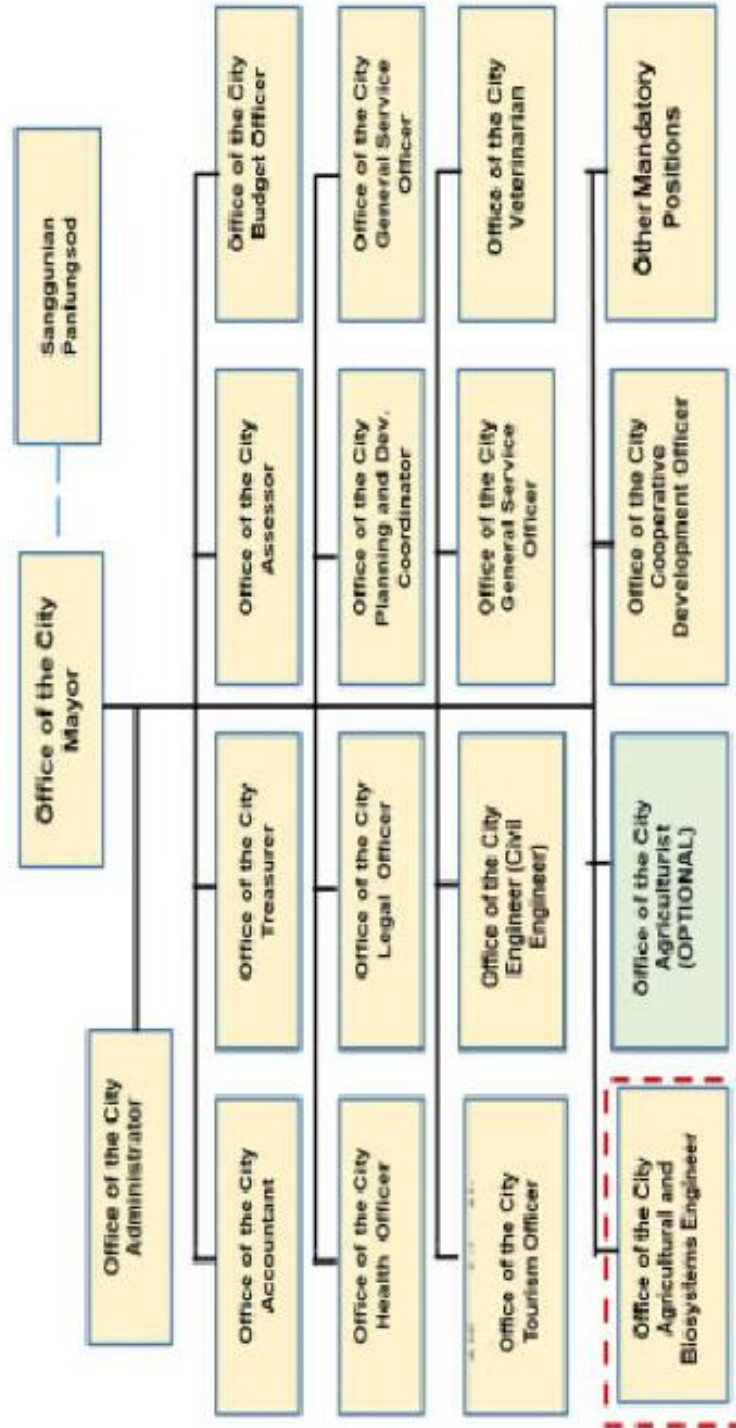 Sanggunian
Panlungsod
Office of the City
Mayor
Office of the City
Administrator
Office of the City
Accountant
Office of the City
Treasurer
Office of the City
Assessor
Office of the City
Budget Officer
Office of the City
Health Officer
Office of the City
Legal Officer
Office of the City
Planning and Dev.
Coordinator
Office of the City
General Service
Officer
Office of the City
Tourism Officer
Office of the City
Engineer (Civil
Engineer)
Office of the City
General Service
Officer
Office of the City
Veterinarian
Office of the City
Agricultural and
Biosystems Engineer
Office of the City
Agriculturist
(OPTIONAL)
Office of the City
Cooperative
Development Officer
Other Mandatory
Positions